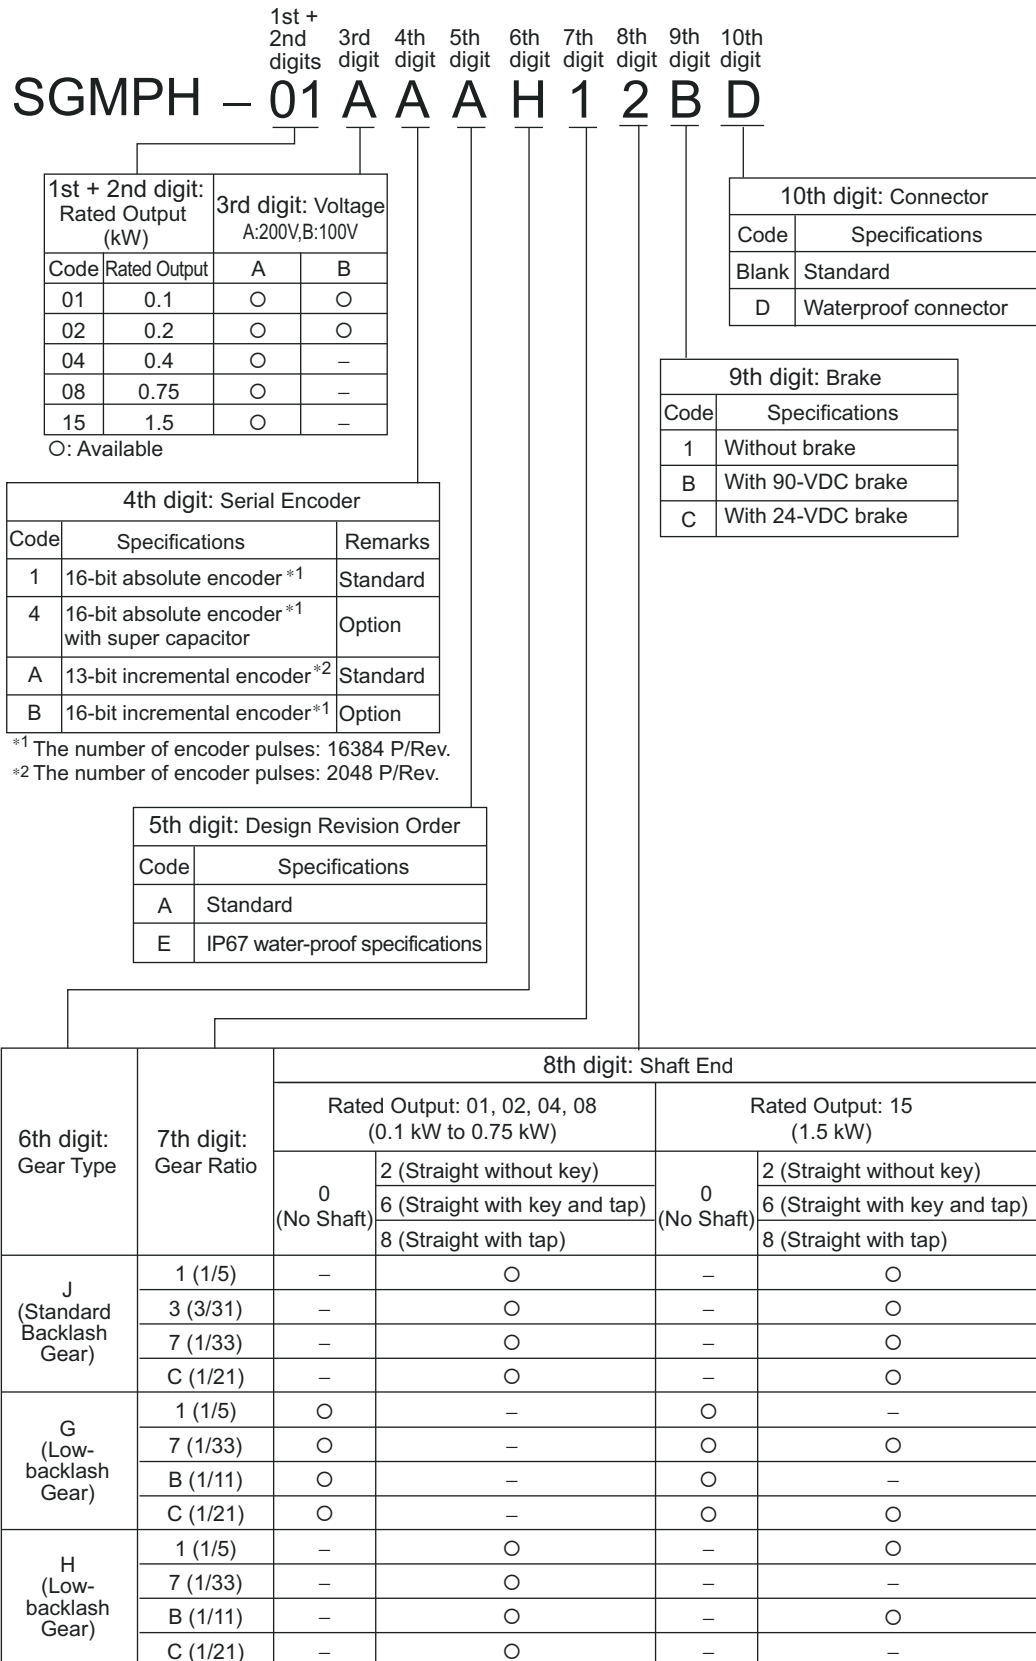 1st + 2nd digits 3rd digit 4th digit 5th digit 6th digit 7th digit 8th digit 9th digit 10th digit
SGMPH – 01 A A A H 1 2 B D
1st + 2nd digit: Rated Output (kW)
3rd digit: Voltage
A:200V,B:100V
Code Rated Output A B
01 0.1 O O
02 0.2 O O
04 0.4 O –
08 0.75 O –
15 1.5 O –
O: Available
10th digit: Connector
Code Specifications
Blank Standard
D Waterproof connector
9th digit: Brake
Code Specifications
1 Without brake
B With 90-VDC brake
C With 24-VDC brake
4th digit: Serial Encoder
Code Specifications Remarks
1 16-bit absolute encoder *1 Standard
4 16-bit absolute encoder *1 with super capacitor Option
A 13-bit incremental encoder*2 Standard
B 16-bit incremental encoder*1 Option
*1 The number of encoder pulses: 16384 P/Rev.
*2 The number of encoder pulses: 2048 P/Rev.
5th digit: Design Revision Order
Code Specifications
A Standard
E IP67 water-proof specifications
6th digit: Gear Type
7th digit: Gear Ratio
8th digit: Shaft End
Rated Output: 01, 02, 04, 08 (0.1 kW to 0.75 kW)
Rated Output: 15 (1.5 kW)
0 (No Shaft)
2 (Straight without key)
6 (Straight with key and tap)
8 (Straight with tap)
0 (No Shaft)
2 (Straight without key)
6 (Straight with key and tap)
8 (Straight with tap)
J (Standard Backlash Gear)
1 (1/5) – O – O
3 (3/31) – O – O
7 (1/33) – O – O
C (1/21) – O – O
G (Low-backlash Gear)
1 (1/5) O – O –
7 (1/33) O – O O
B (1/11) O – O –
C (1/21) O – O O
H (Low-backlash Gear)
1 (1/5) – O – O
7 (1/33) – O – –
B (1/11) – O – O
C (1/21) – O – –